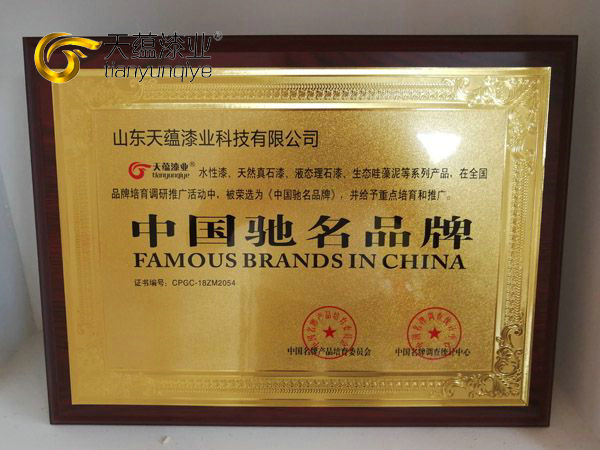 天蕴漆业®
tianyunqiye
山东天蕴漆业科技有限公司
天蕴漆业® 水性漆、天然真石漆、液态理石漆、生态硅藻泥等系列产品，在全国
tianyunqiye
品牌培育调研推广活动中，被荣选为《中国驰名品牌》，并给予重点培育和推广。
中国驰名品牌
FAMOUS BRANDS IN CHINA
证书编号：CPGC-18ZM2054
中国名牌产品培育委员会
中国名牌调查统计中心